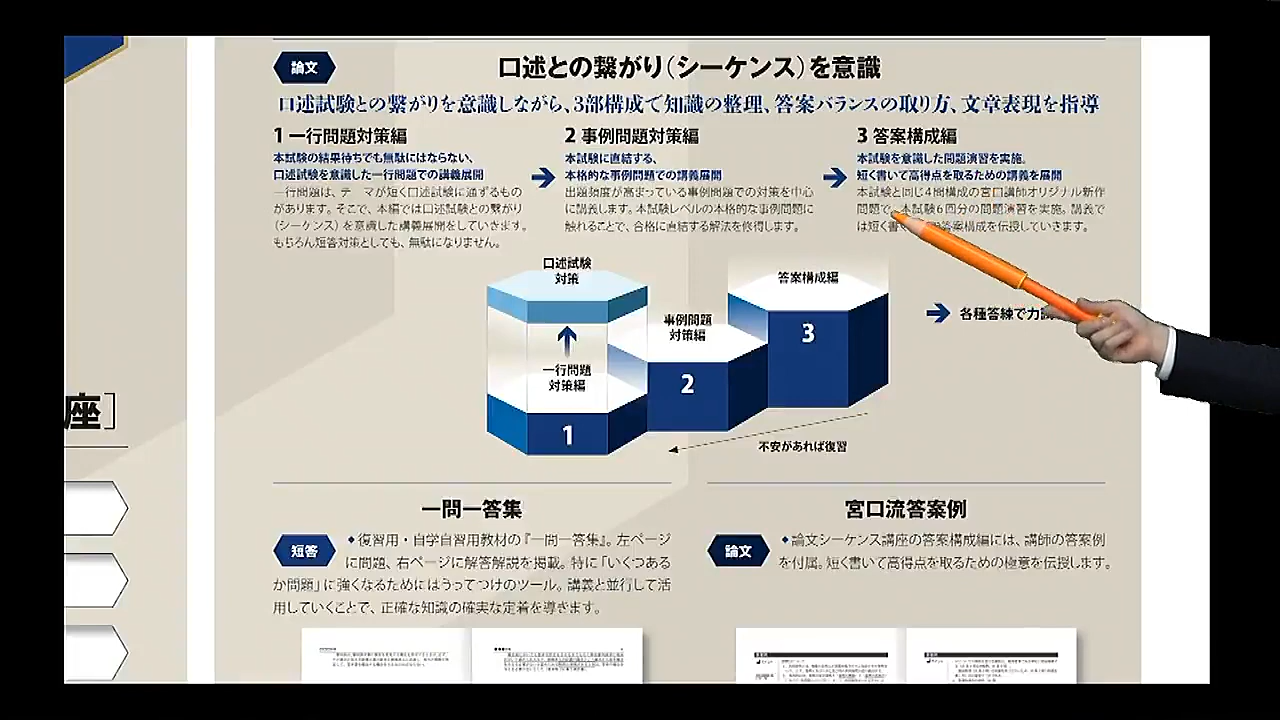 論文
口述との繋がり（シーケンス）を意識
口述試験との繋がりを意識しながら、3部構成で知識の整理、答案バランスの取り方、文章表現を指導
1 一行問題対策編
本試験の結果待ちでも無駄にはならない、
口述試験を意識した一行問題での講義展開
一行問題は、テーマが短く口述試験に通ずるもの
があります。そこで、本編では口述試験との繋がり
（シーケンス）を意識した講義展開をしていきます。
もちろん短答対策としても、無駄になりません。
2 事例問題対策編
本試験に直結する、
本格的な事例問題での講義展開
出題頻度が高まっている事例問題での対策を中心
に講義します。本試験レベルの本格的な事例問題に
触れることで、合格に直結する解法を修得します。
3 答案構成編
本試験を意識した問題演習を実施。
短く書いて高得点を取るための講義を展開
本試験と同じ4問構成の宮口講師オリジナル新作
問題で、本試験6回分の問題演習を実施。講義で
は短く書 答案構成を伝授していきます。
口述試験
対策
一行問題
対策編
1
事例問題
対策編
2
答案構成編
3
各種答練で力
不安があれば復習
座］
一問一答集
短答
◆復習用・自学自習用教材の『一問一答集』。左ページ
に問題、右ページに解答解説を掲載。特に「いくつある
か問題」に強くなるためにはうってつけのツール。講義と並行して活
用していくことで、正確な知識の確実な定着を導きます。
宮口流答案例
論文
◆論文シーケンス講座の答案構成編には、講師の答案例
を付属。短く書いて高得点を取るための極意を伝授します。